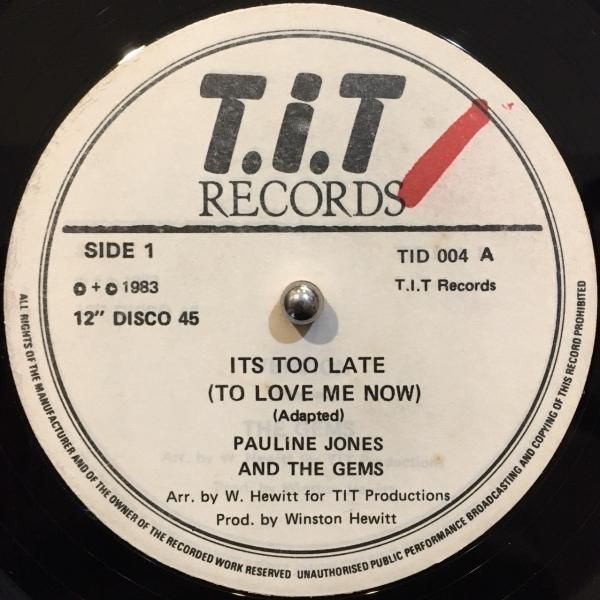 T.i.T
RECORDS
SIDE 1
TID 004 A
℗ + © 1983
T.I.T Records
12" DISCO 45
ITS TOO LATE
(TO LOVE ME NOW)
(Adapted)
PAULINE JONES
AND THE GEMS
Arr. by W. Hewitt for TIT Productions
Prod. by Winston Hewitt
ALL RIGHTS OF THE MANUFACTURER AND OF THE OWNER OF THE RECORDED WORK RESERVED · UNAUTHORISED PUBLIC PERFORMANCE BROADCASTING AND COPYING OF THIS RECORD PROHIBITED